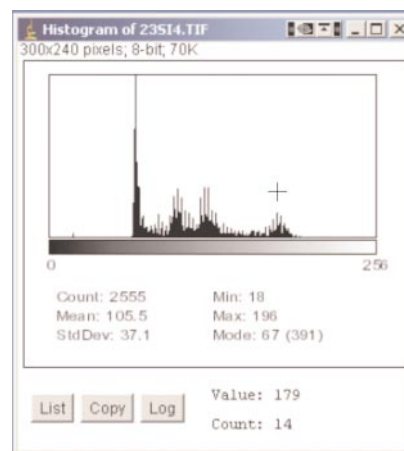 Histogram of 23SI4.TIF
300x240 pixels; 8-bit; 70K
0 256
Count: 2555 Min: 18
Mean: 105.5 Max: 196
StdDev: 37.1 Mode: 67 (391)
List Copy Log
Value: 179
Count: 14